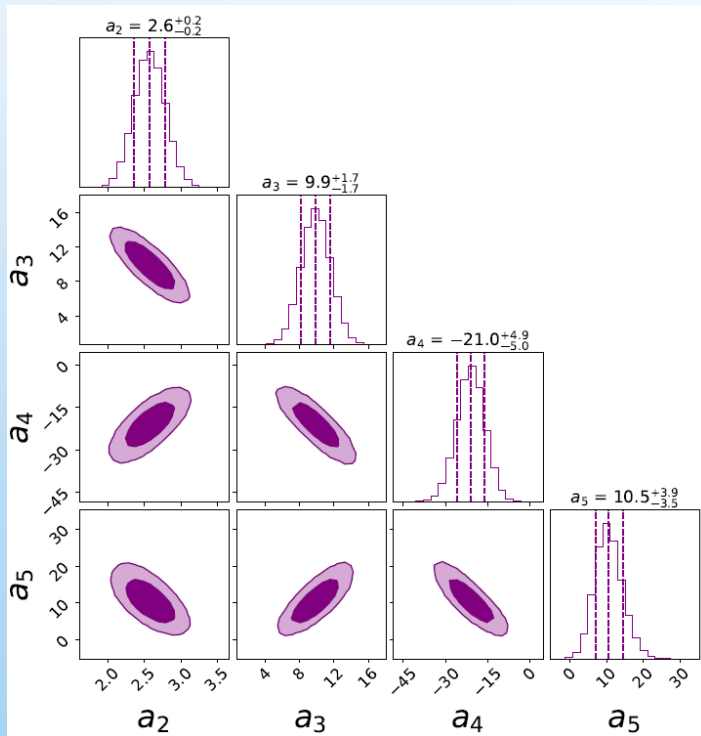 a₂ = 2.6⁺⁰·²₋₀.₂
a₃ = 9.9⁺¹·⁷₋₁.₇
16
12
8
4
a₃
a₄ = −21.0⁺⁴·⁹₋₅.₀
0
−15
−30
−45
a₄
a₅ = 10.5⁺³·⁹₋₃.₅
30
20
10
0
a₅
2.0 2.5 3.0 3.5 4 8 12 16 −45 −30 −15 0 0 10 20 30
a₂ a₃ a₄ a₅